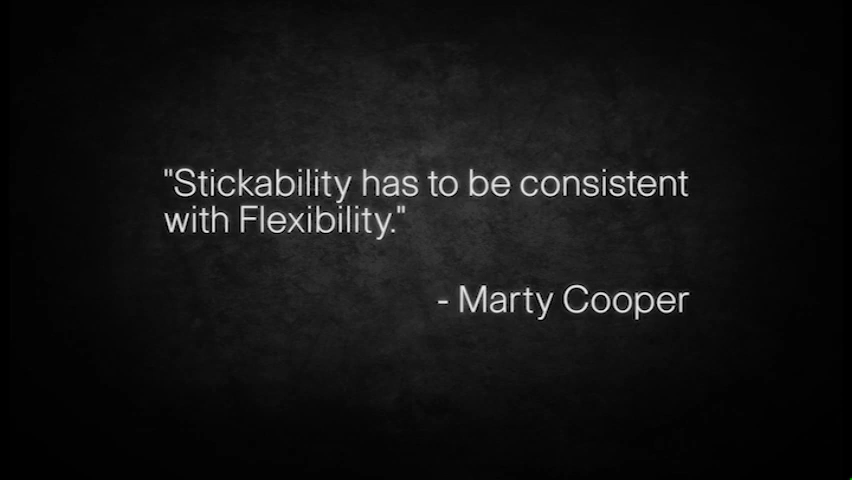 "Stickability has to be consistent
with Flexibility."
- Marty Cooper